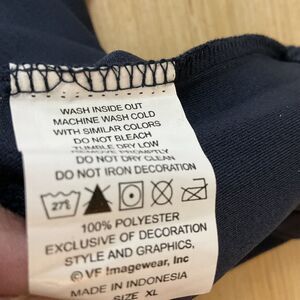 WASH INSIDE OUT
MACHINE WASH COLD
WITH SIMILAR COLORS
DO NOT BLEACH
TUMBLE DRY LOW
REMOVE PROMPTLY
DO NOT DRY CLEAN
DO NOT IRON DECORATION
27°
100% POLYESTER
EXCLUSIVE OF DECORATION
STYLE AND GRAPHICS,
© VF Imagewear, Inc
MADE IN INDONESIA
SIZE XL